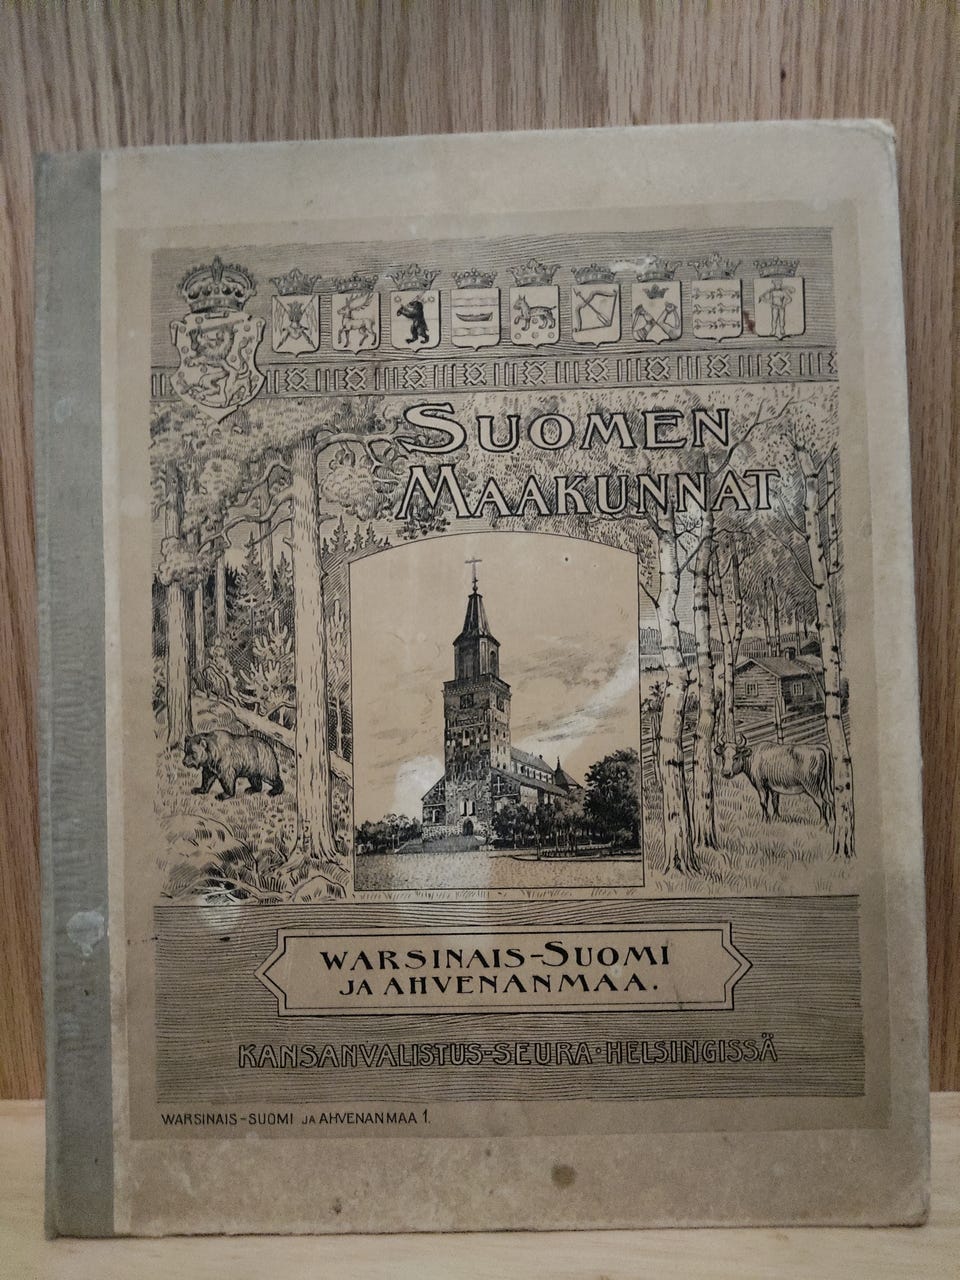 SUOMEN
MAAKUNNAT
WARSINAIS-SUOMI
JA AHVENANMAA.
KANSANVALISTUS-SEURA·HELSINGISSÄ
WARSINAIS-SUOMI JA AHVENANMAA 1.